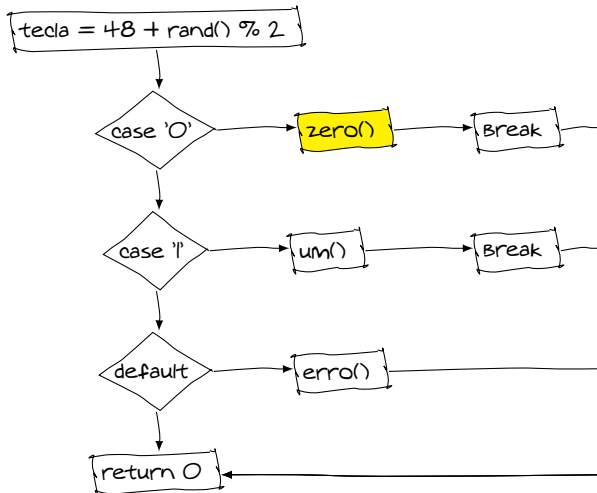 tecla = 48 + rand() % 2
case '0'
zero()
Break
case '1'
um()
Break
default
erro()
return 0